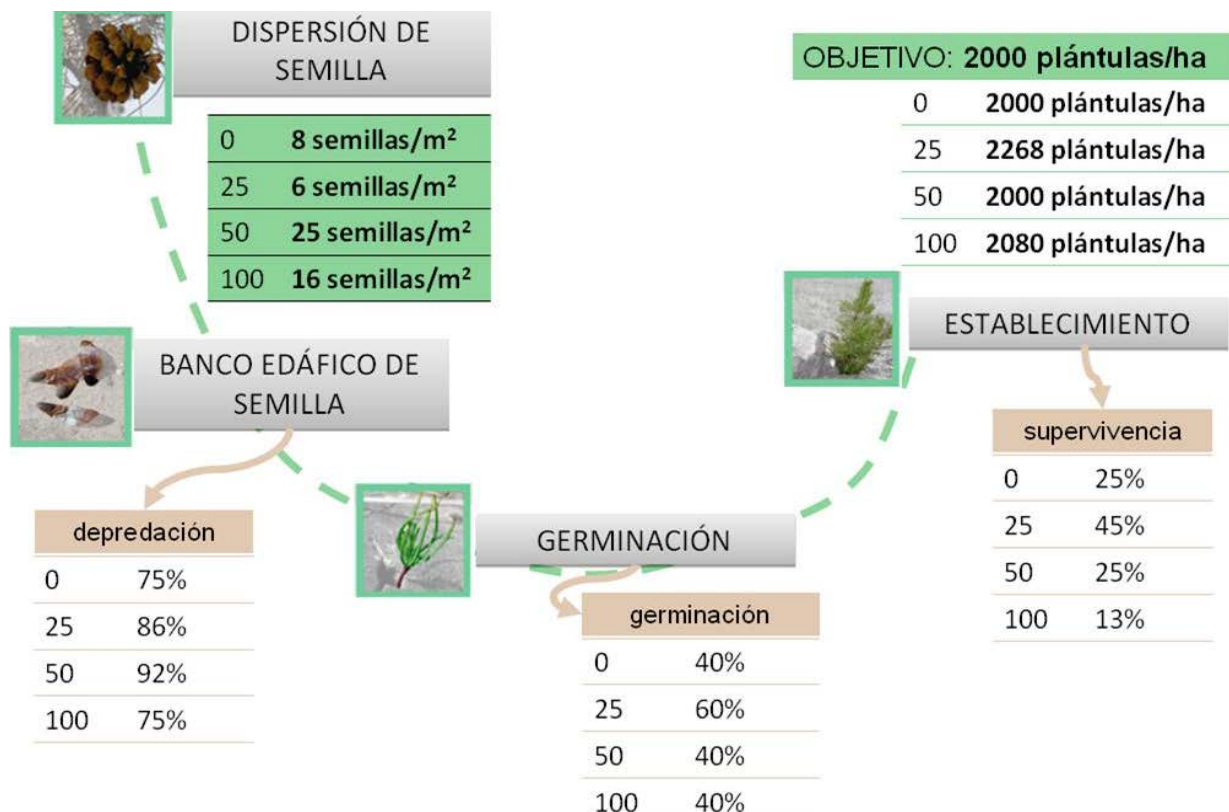 DISPERSIÓN DE
SEMILLA
0 8 semillas/m²
25 6 semillas/m²
50 25 semillas/m²
100 16 semillas/m²
OBJETIVO: 2000 plántulas/ha
0 2000 plántulas/ha
25 2268 plántulas/ha
50 2000 plántulas/ha
100 2080 plántulas/ha
BANCO EDÁFICO DE
SEMILLA
depredación
0 75%
25 86%
50 92%
100 75%
GERMINACIÓN
germinación
0 40%
25 60%
50 40%
100 40%
ESTABLECIMIENTO
supervivencia
0 25%
25 45%
50 25%
100 13%